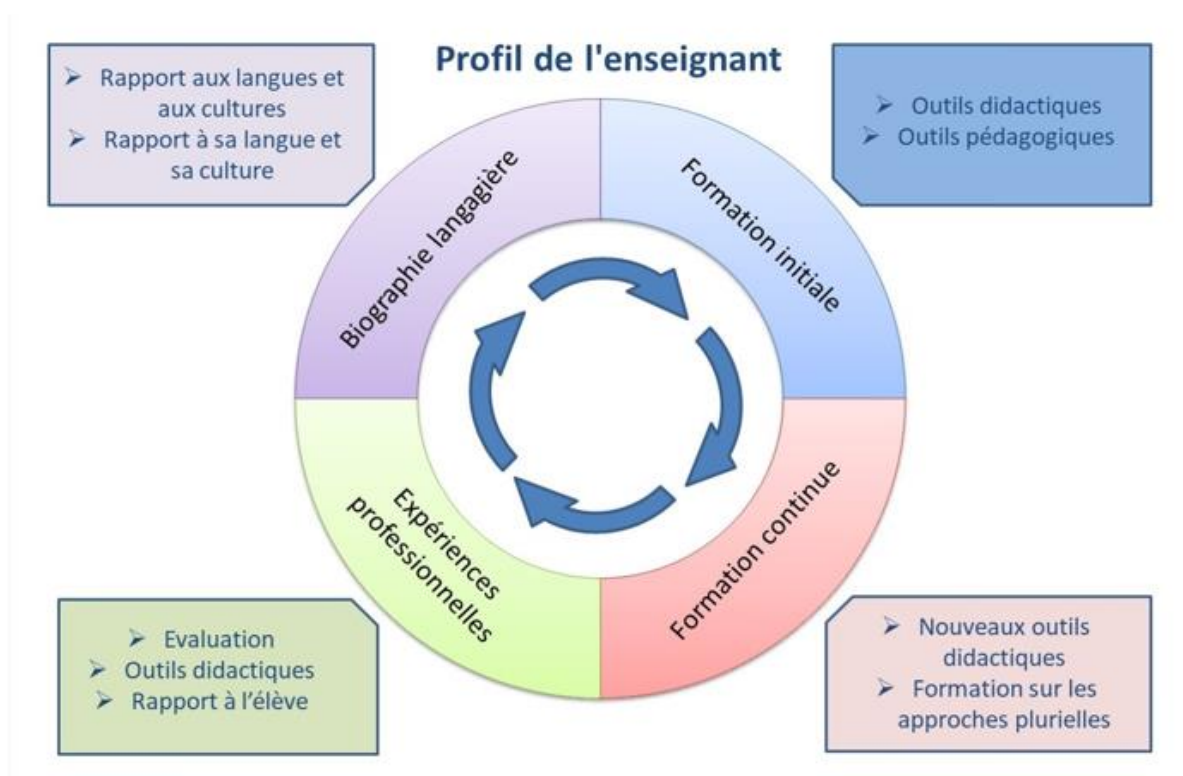 Profil de l'enseignant
➢ Rapport aux langues et
aux cultures
➢ Rapport à sa langue et
sa culture
➢ Outils didactiques
➢ Outils pédagogiques
Biographie langagière
Formation initiale
Expériences
professionnelles
Formation continue
➢ Evaluation
➢ Outils didactiques
➢ Rapport à l’élève
➢ Nouveaux outils
didactiques
➢ Formation sur les
approches plurielles